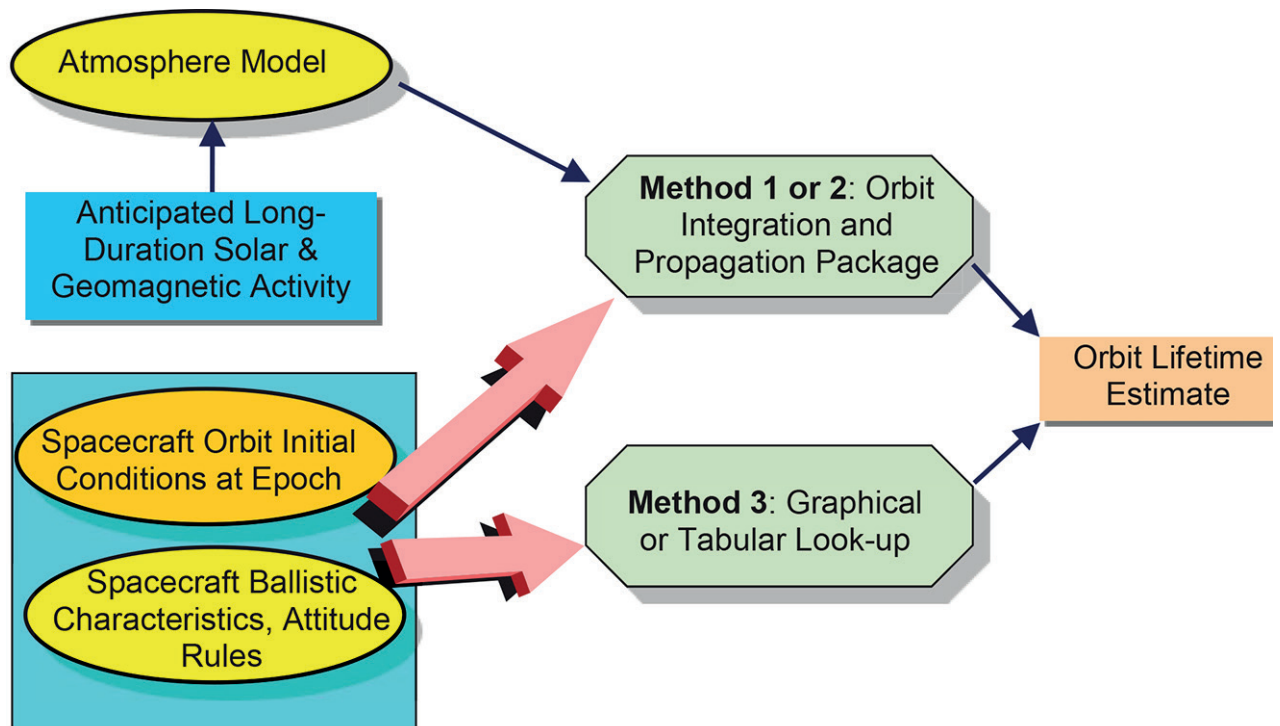 Atmosphere Model
Anticipated Long-
Duration Solar &
Geomagnetic Activity
Spacecraft Orbit Initial
Conditions at Epoch
Spacecraft Ballistic
Characteristics, Attitude
Rules
Method 1 or 2: Orbit
Integration and
Propagation Package
Method 3: Graphical
or Tabular Look-up
Orbit Lifetime
Estimate